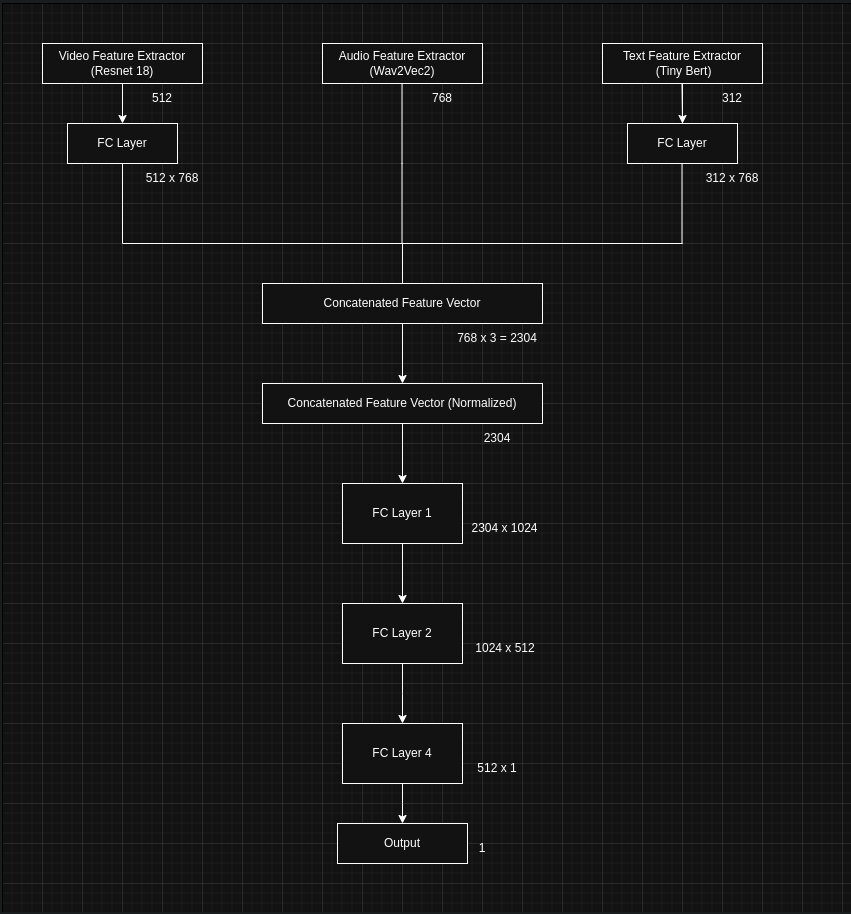 Video Feature Extractor
(Resnet 18)
Audio Feature Extractor
(Wav2Vec2)
Text Feature Extractor
(Tiny Bert)
512
768
312
FC Layer
FC Layer
512 x 768
312 x 768
Concatenated Feature Vector
768 x 3 = 2304
Concatenated Feature Vector (Normalized)
2304
FC Layer 1
2304 x 1024
FC Layer 2
1024 x 512
FC Layer 4
512 x 1
Output
1